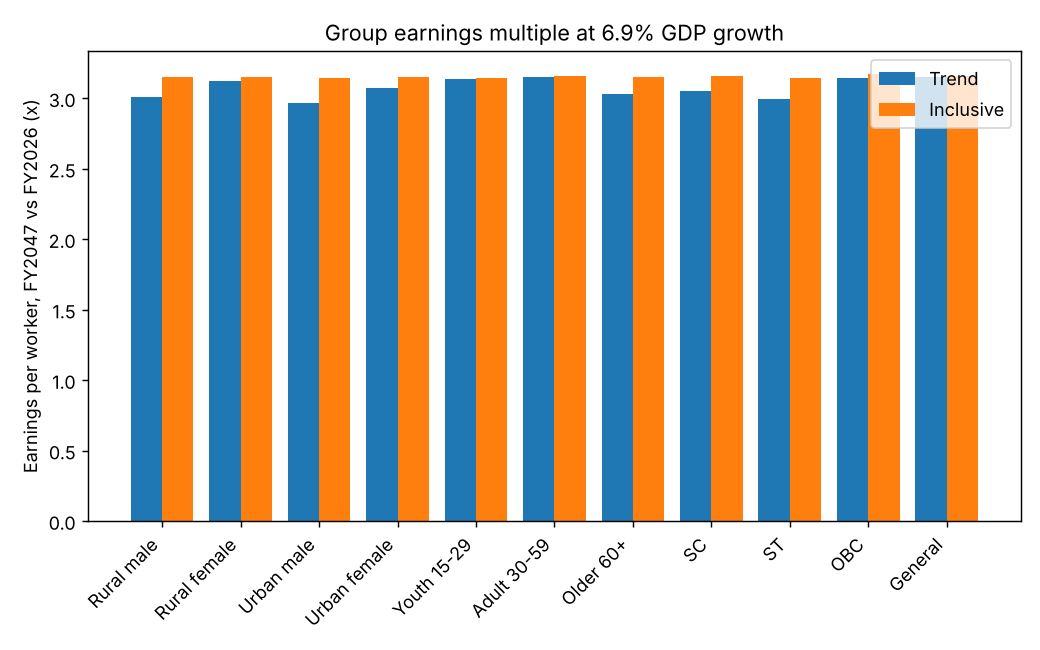 Group earnings multiple at 6.9% GDP growth
Trend
Inclusive
Earnings per worker, FY2047 vs FY2026 (x)
3.0
2.5
2.0
1.5
1.0
0.5
0.0
Rural male
Rural female
Urban male
Urban female
Youth 15-29
Adult 30-59
Older 60+
SC
ST
OBC
General